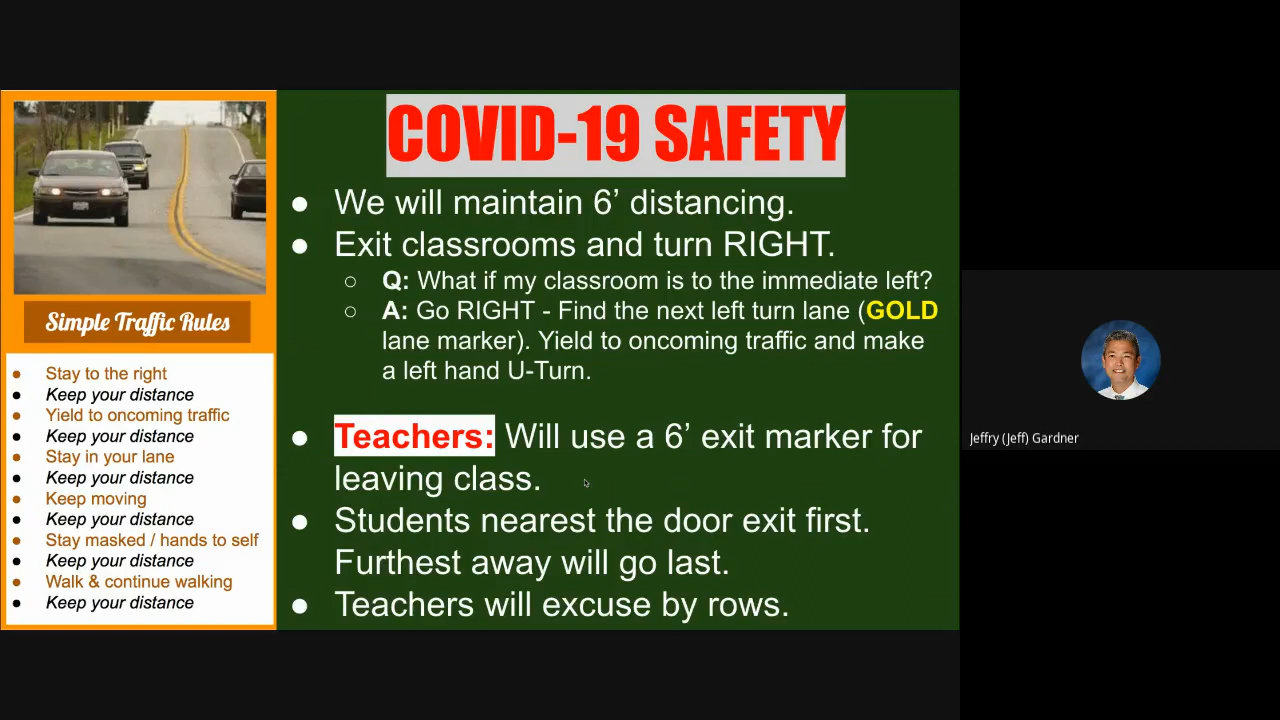 COVID-19 SAFETY
● We will maintain 6’ distancing.
● Exit classrooms and turn RIGHT.
○ Q: What if my classroom is to the immediate left?
○ A: Go RIGHT - Find the next left turn lane (GOLD
lane marker). Yield to oncoming traffic and make
a left hand U-Turn.
● Teachers: Will use a 6’ exit marker for
leaving class.
● Students nearest the door exit first.
Furthest away will go last.
● Teachers will excuse by rows.
Simple Traffic Rules
● Stay to the right
● Keep your distance
● Yield to oncoming traffic
● Keep your distance
● Stay in your lane
● Keep your distance
● Keep moving
● Keep your distance
● Stay masked / hands to self
● Keep your distance
● Walk & continue walking
● Keep your distance
Jeffry (Jeff) Gardner